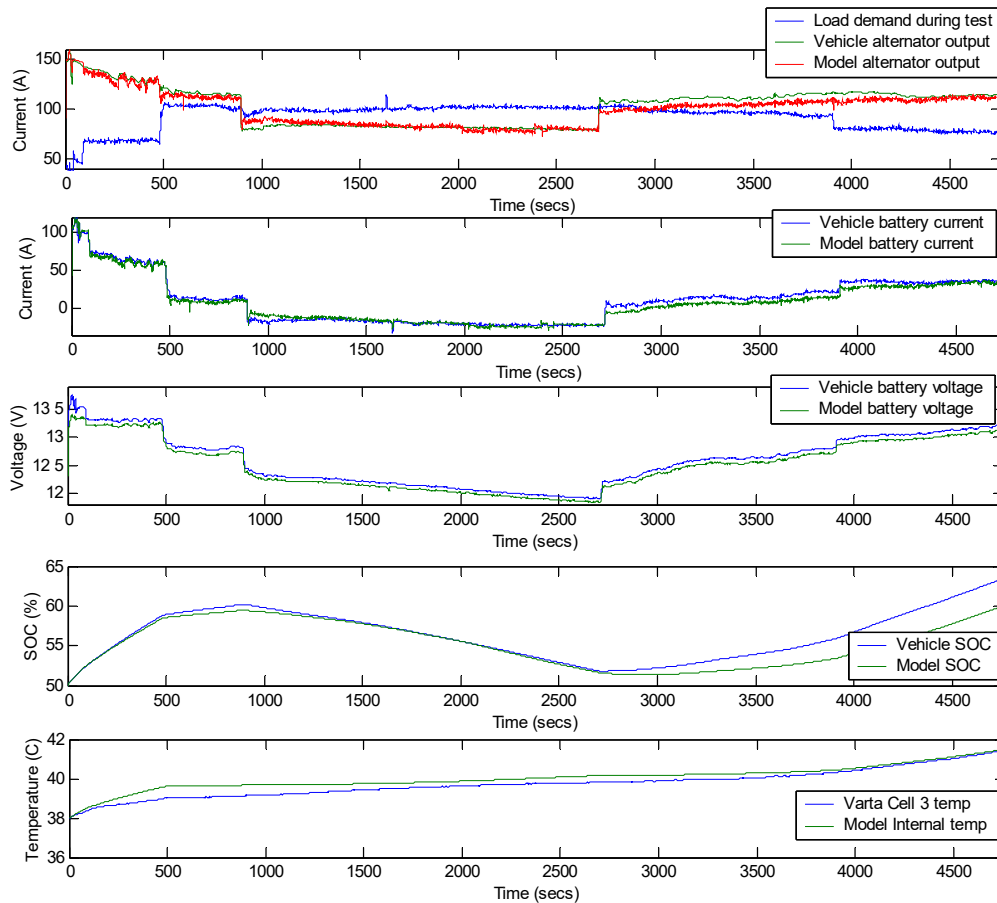 Load demand during test
Vehicle alternator output
Model alternator output
Current (A)
150
100
50
0 500 1000 1500 2000 2500 3000 3500 4000 4500
Time (secs)
Vehicle battery current
Model battery current
Current (A)
100
50
0
0 500 1000 1500 2000 2500 3000 3500 4000 4500
Time (secs)
Vehicle battery voltage
Model battery voltage
Voltage (V)
13.5
13
12.5
12
0 500 1000 1500 2000 2500 3000 3500 4000 4500
Time (secs)
SOC (%)
65
60
55
50
Vehicle SOC
Model SOC
0 500 1000 1500 2000 2500 3000 3500 4000 4500
Time (secs)
Temperature (C)
42
40
38
36
Varta Cell 3 temp
Model Internal temp
0 500 1000 1500 2000 2500 3000 3500 4000 4500
Time (secs)